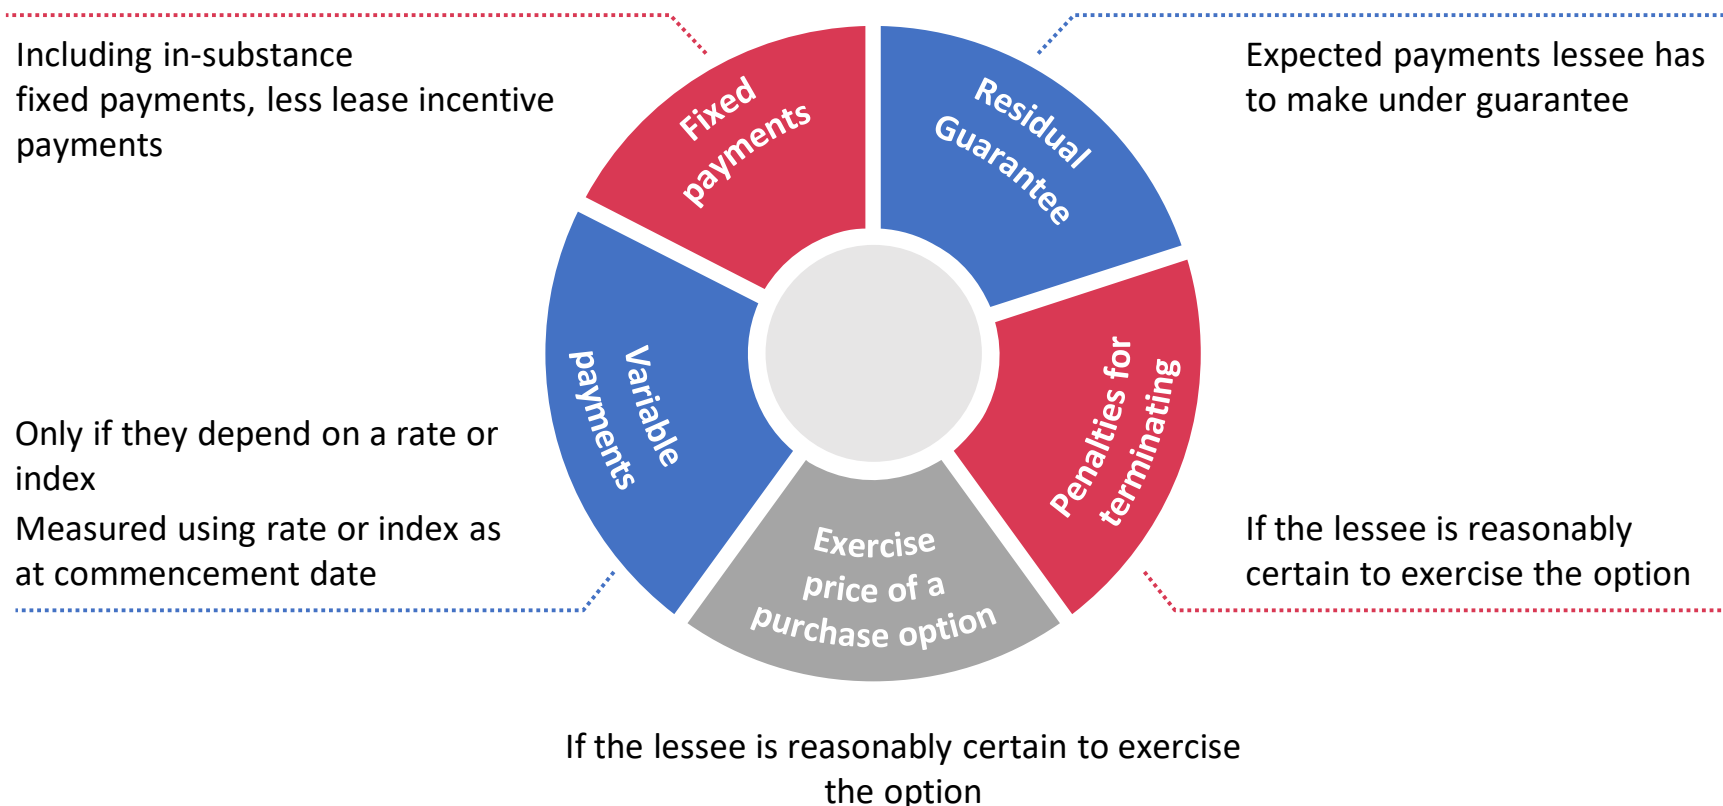 Including in-substance
fixed payments, less lease incentive
payments
Fixed
payments
Residual
Guarantee
Expected payments lessee has
to make under guarantee
Variable
payments
Only if they depend on a rate or
index
Measured using rate or index as
at commencement date
Penalties for
terminating
If the lessee is reasonably
certain to exercise the option
Exercise
price of a
purchase option
If the lessee is reasonably certain to exercise
the option